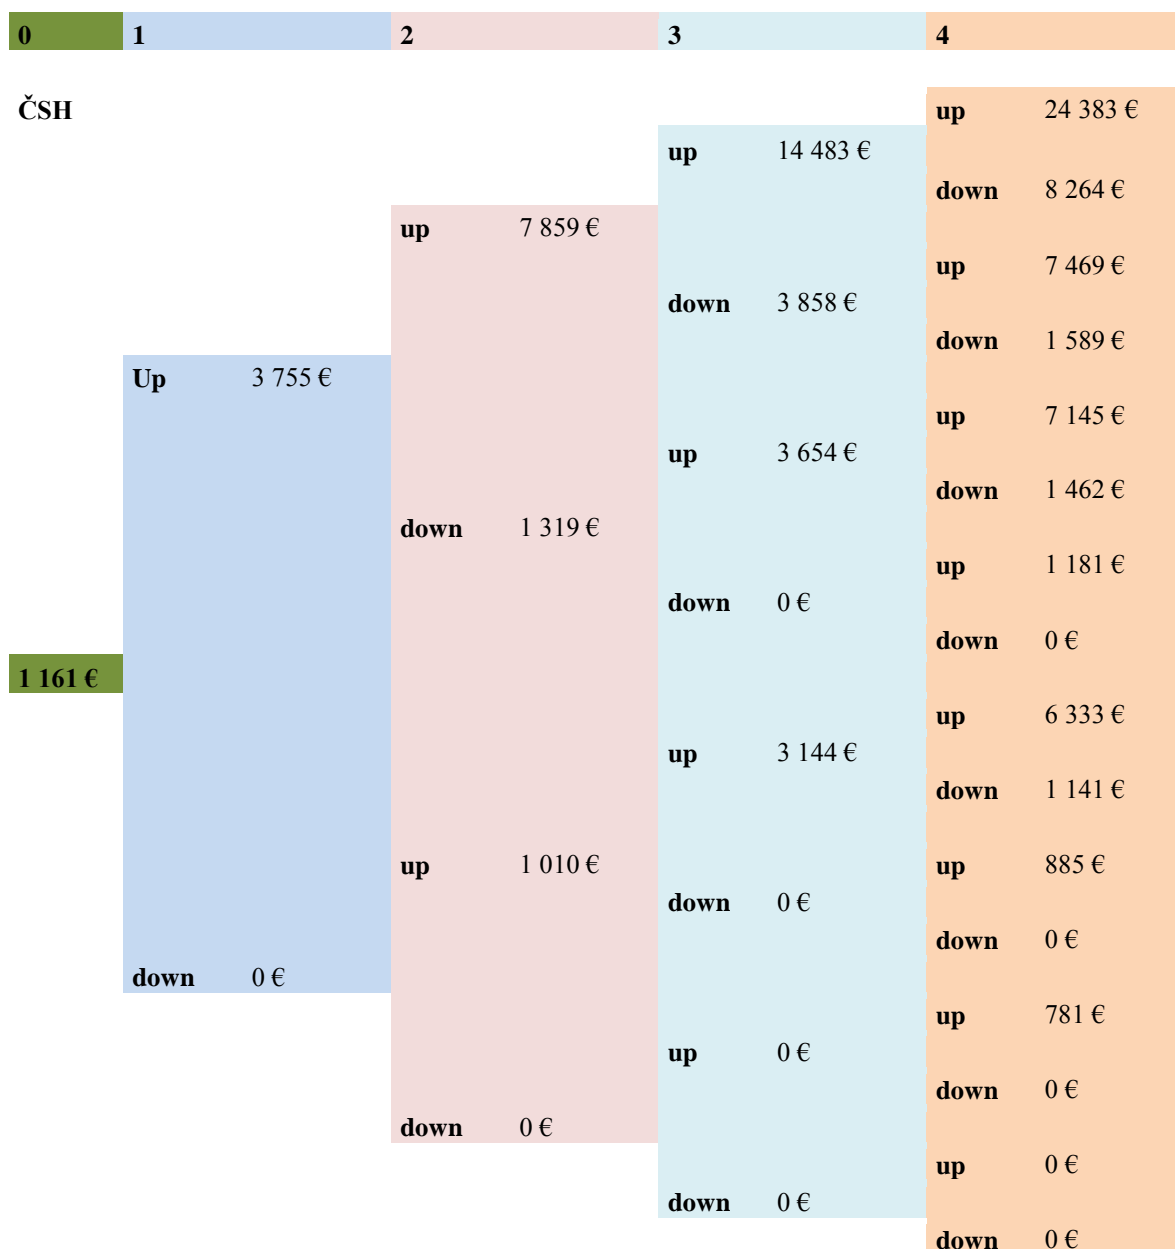 0 1 2 3 4
ČSH
up 24 383 €
up 14 483 €
down 8 264 €
up 7 859 €
up 7 469 €
down 3 858 €
down 1 589 €
Up 3 755 €
up 7 145 €
up 3 654 €
down 1 462 €
down 1 319 €
up 1 181 €
down 0 €
down 0 €
1 161 €
up 6 333 €
up 3 144 €
down 1 141 €
up 1 010 € up 885 €
down 0 €
down 0 €
down 0 €
up 781 €
up 0 €
down 0 €
down 0 €
up 0 €
down 0 €
down 0 €